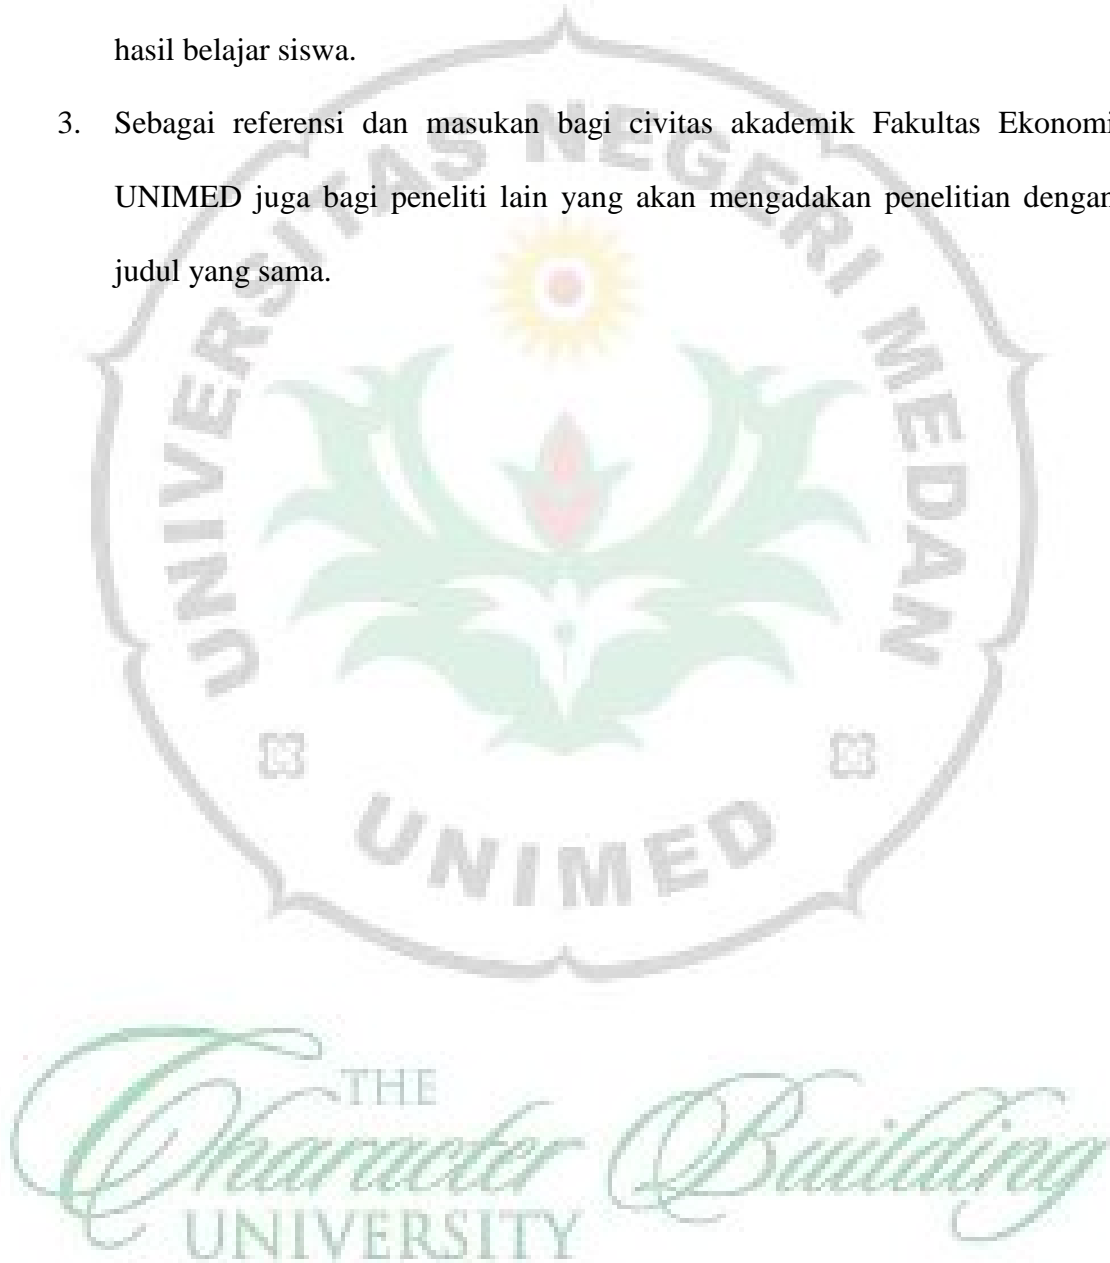 hasil belajar siswa.
3. Sebagai referensi dan masukan bagi civitas akademik Fakultas Ekonomi
UNIMED juga bagi peneliti lain yang akan mengadakan penelitian dengan
judul yang sama.
UNIVERSITAS NEGERI MEDAN
UNIMED
THE
Character Building
UNIVERSITY